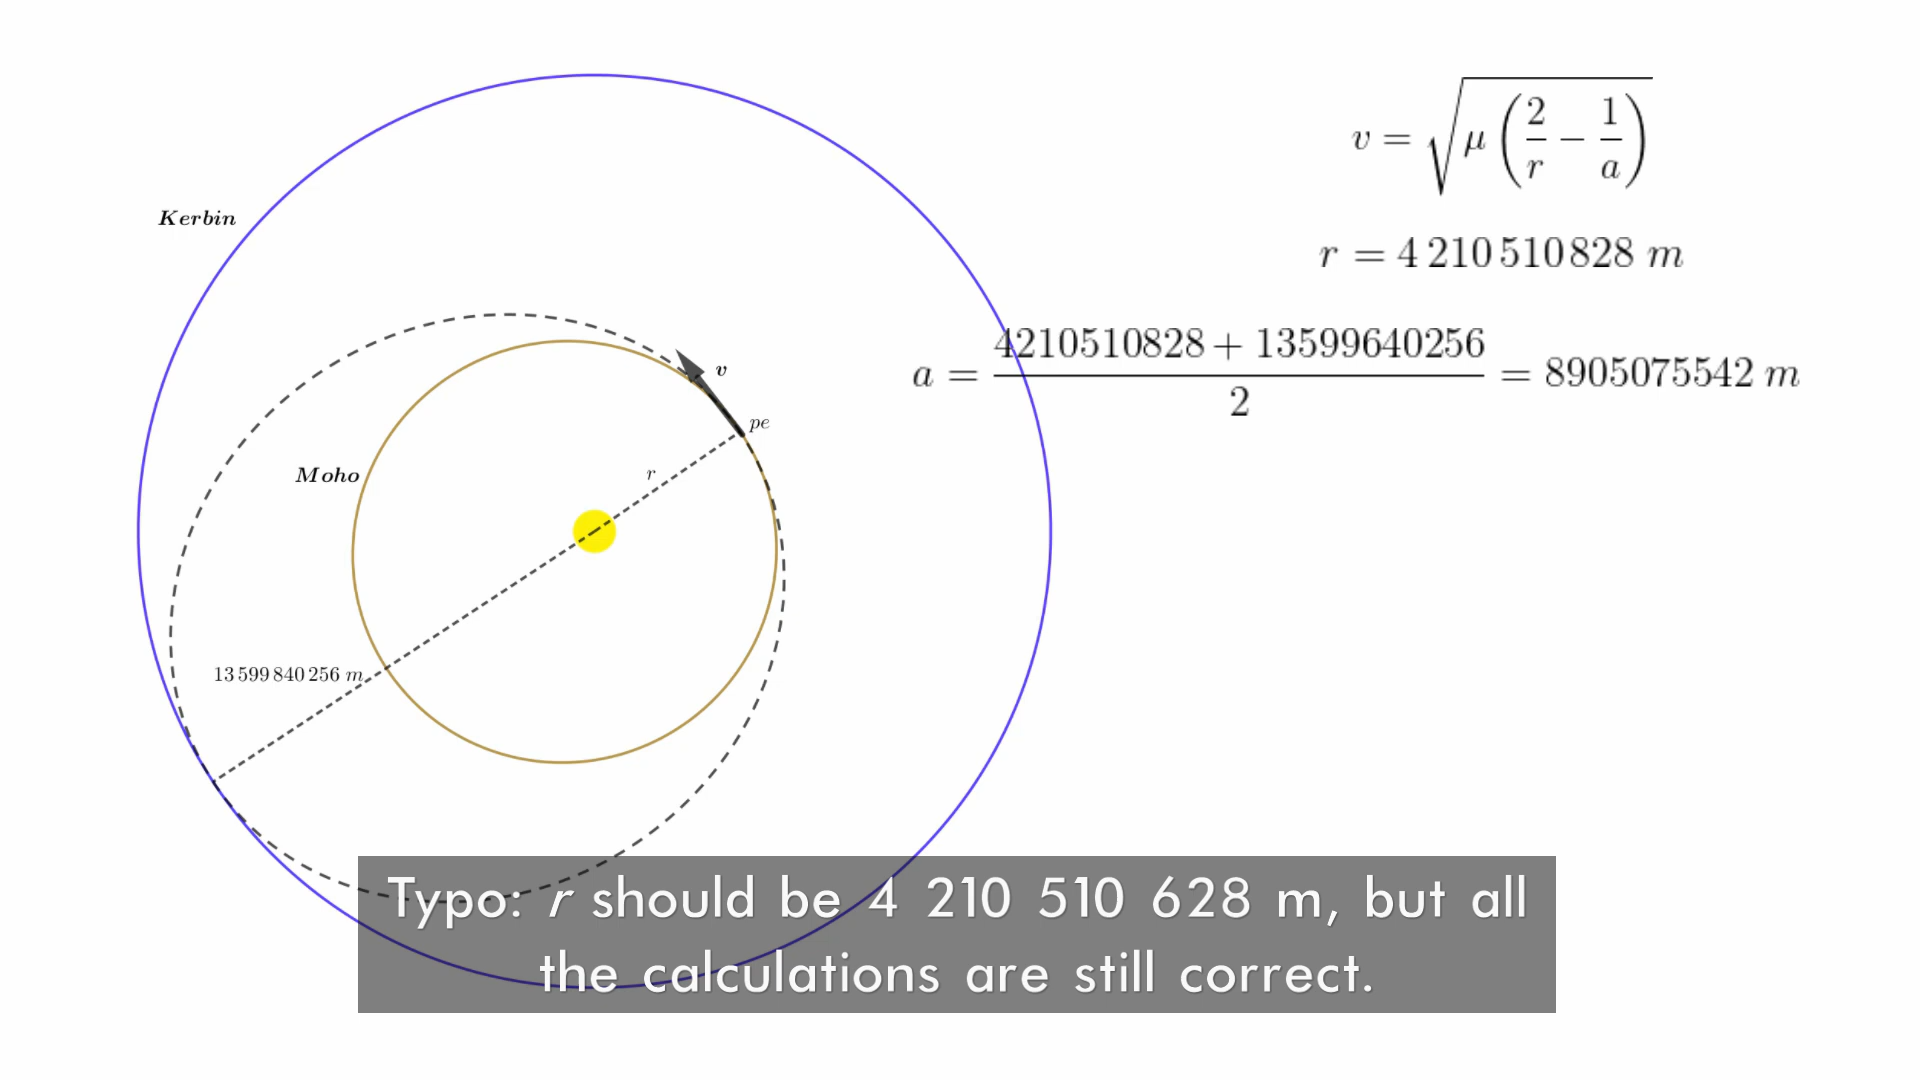 v = √μ(2/r − 1/a)
Kerbin
r = 4 210 510 828 m
a = 4210510828 + 13599640256 / 2 = 8905075542 m
v
pe
r
Moho
13 599 840 256 m
Typo: r should be 4 210 510 628 m, but all
the calculations are still correct.